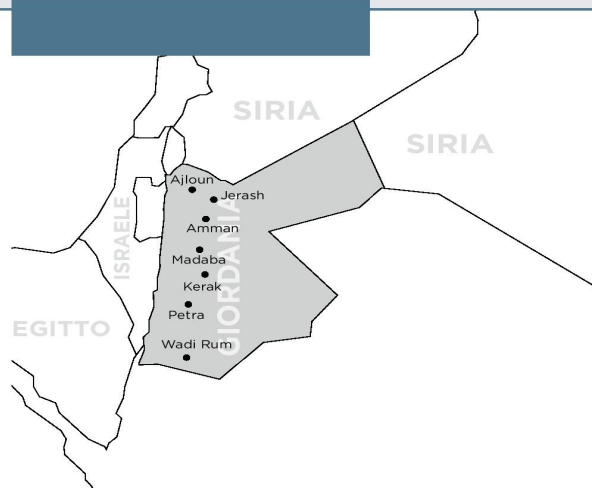 SIRIA
SIRIA
Ajloun
Jerash
Amman
ISRAELE
GIORDANIA
Madaba
Kerak
Petra
EGITTO
Wadi Rum